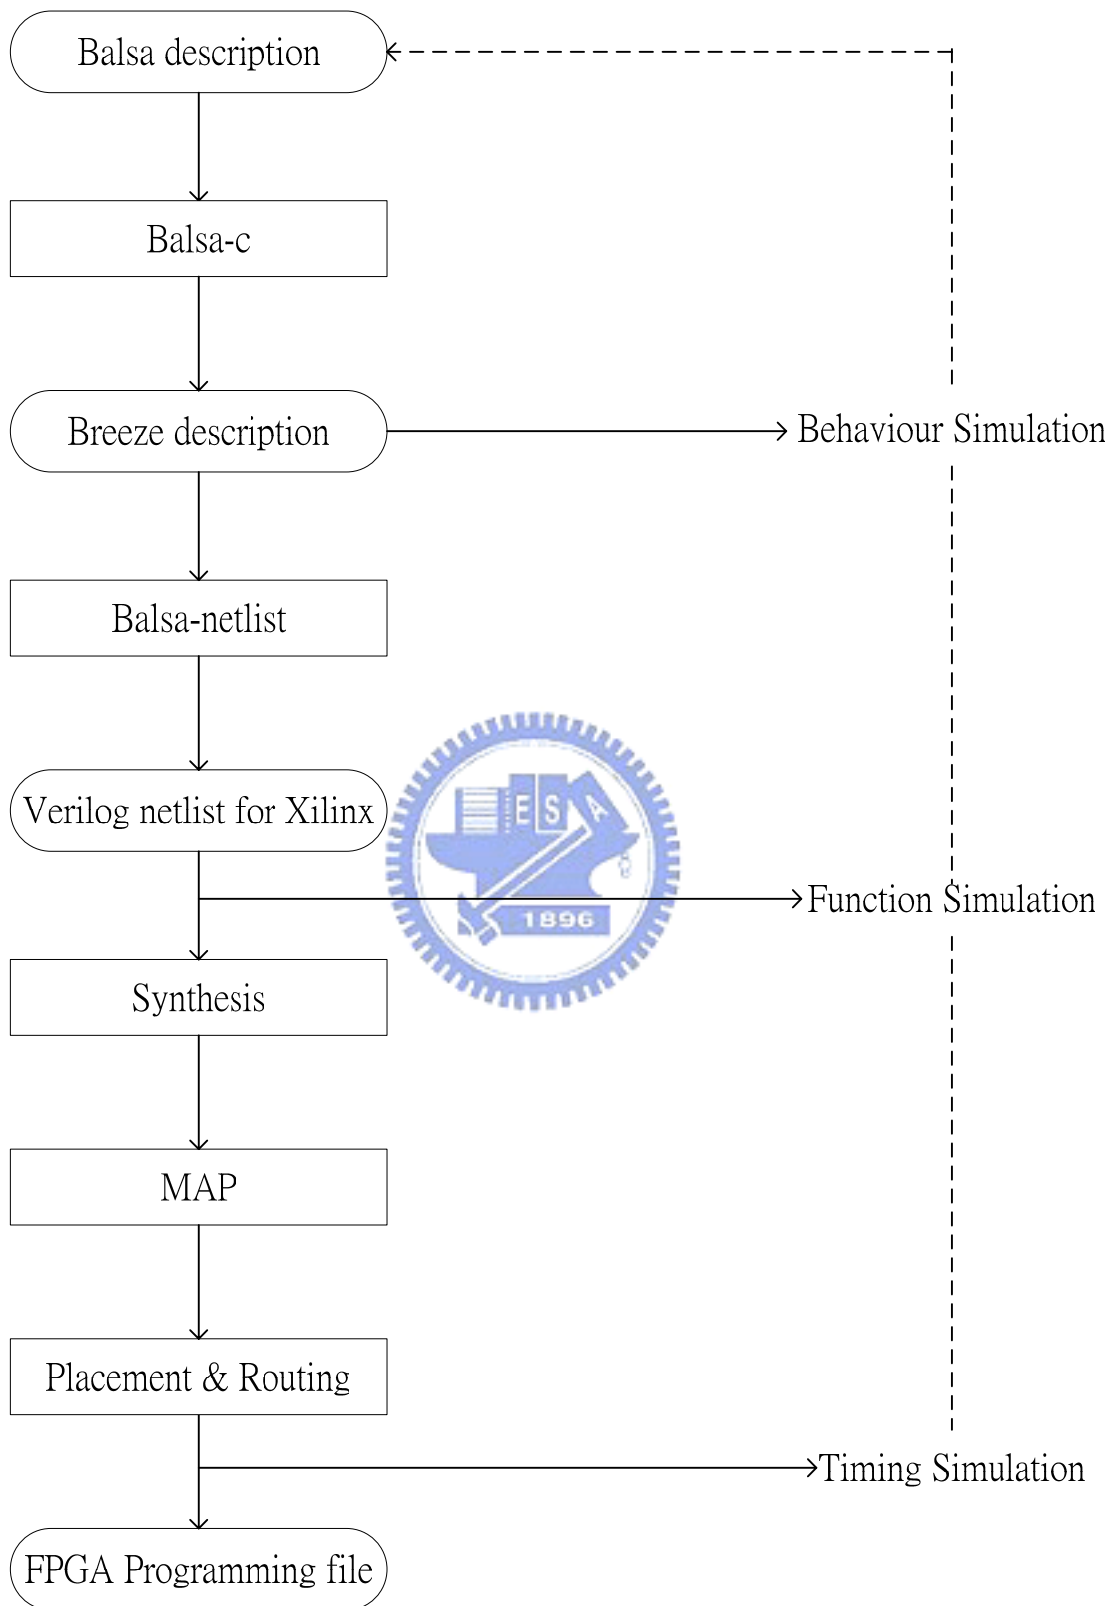 Balsa description
Balsa-c
Breeze description
Behaviour Simulation
Balsa-netlist
Verilog netlist for Xilinx
E S A
1896
Function Simulation
Synthesis
MAP
Placement & Routing
Timing Simulation
FPGA Programming file